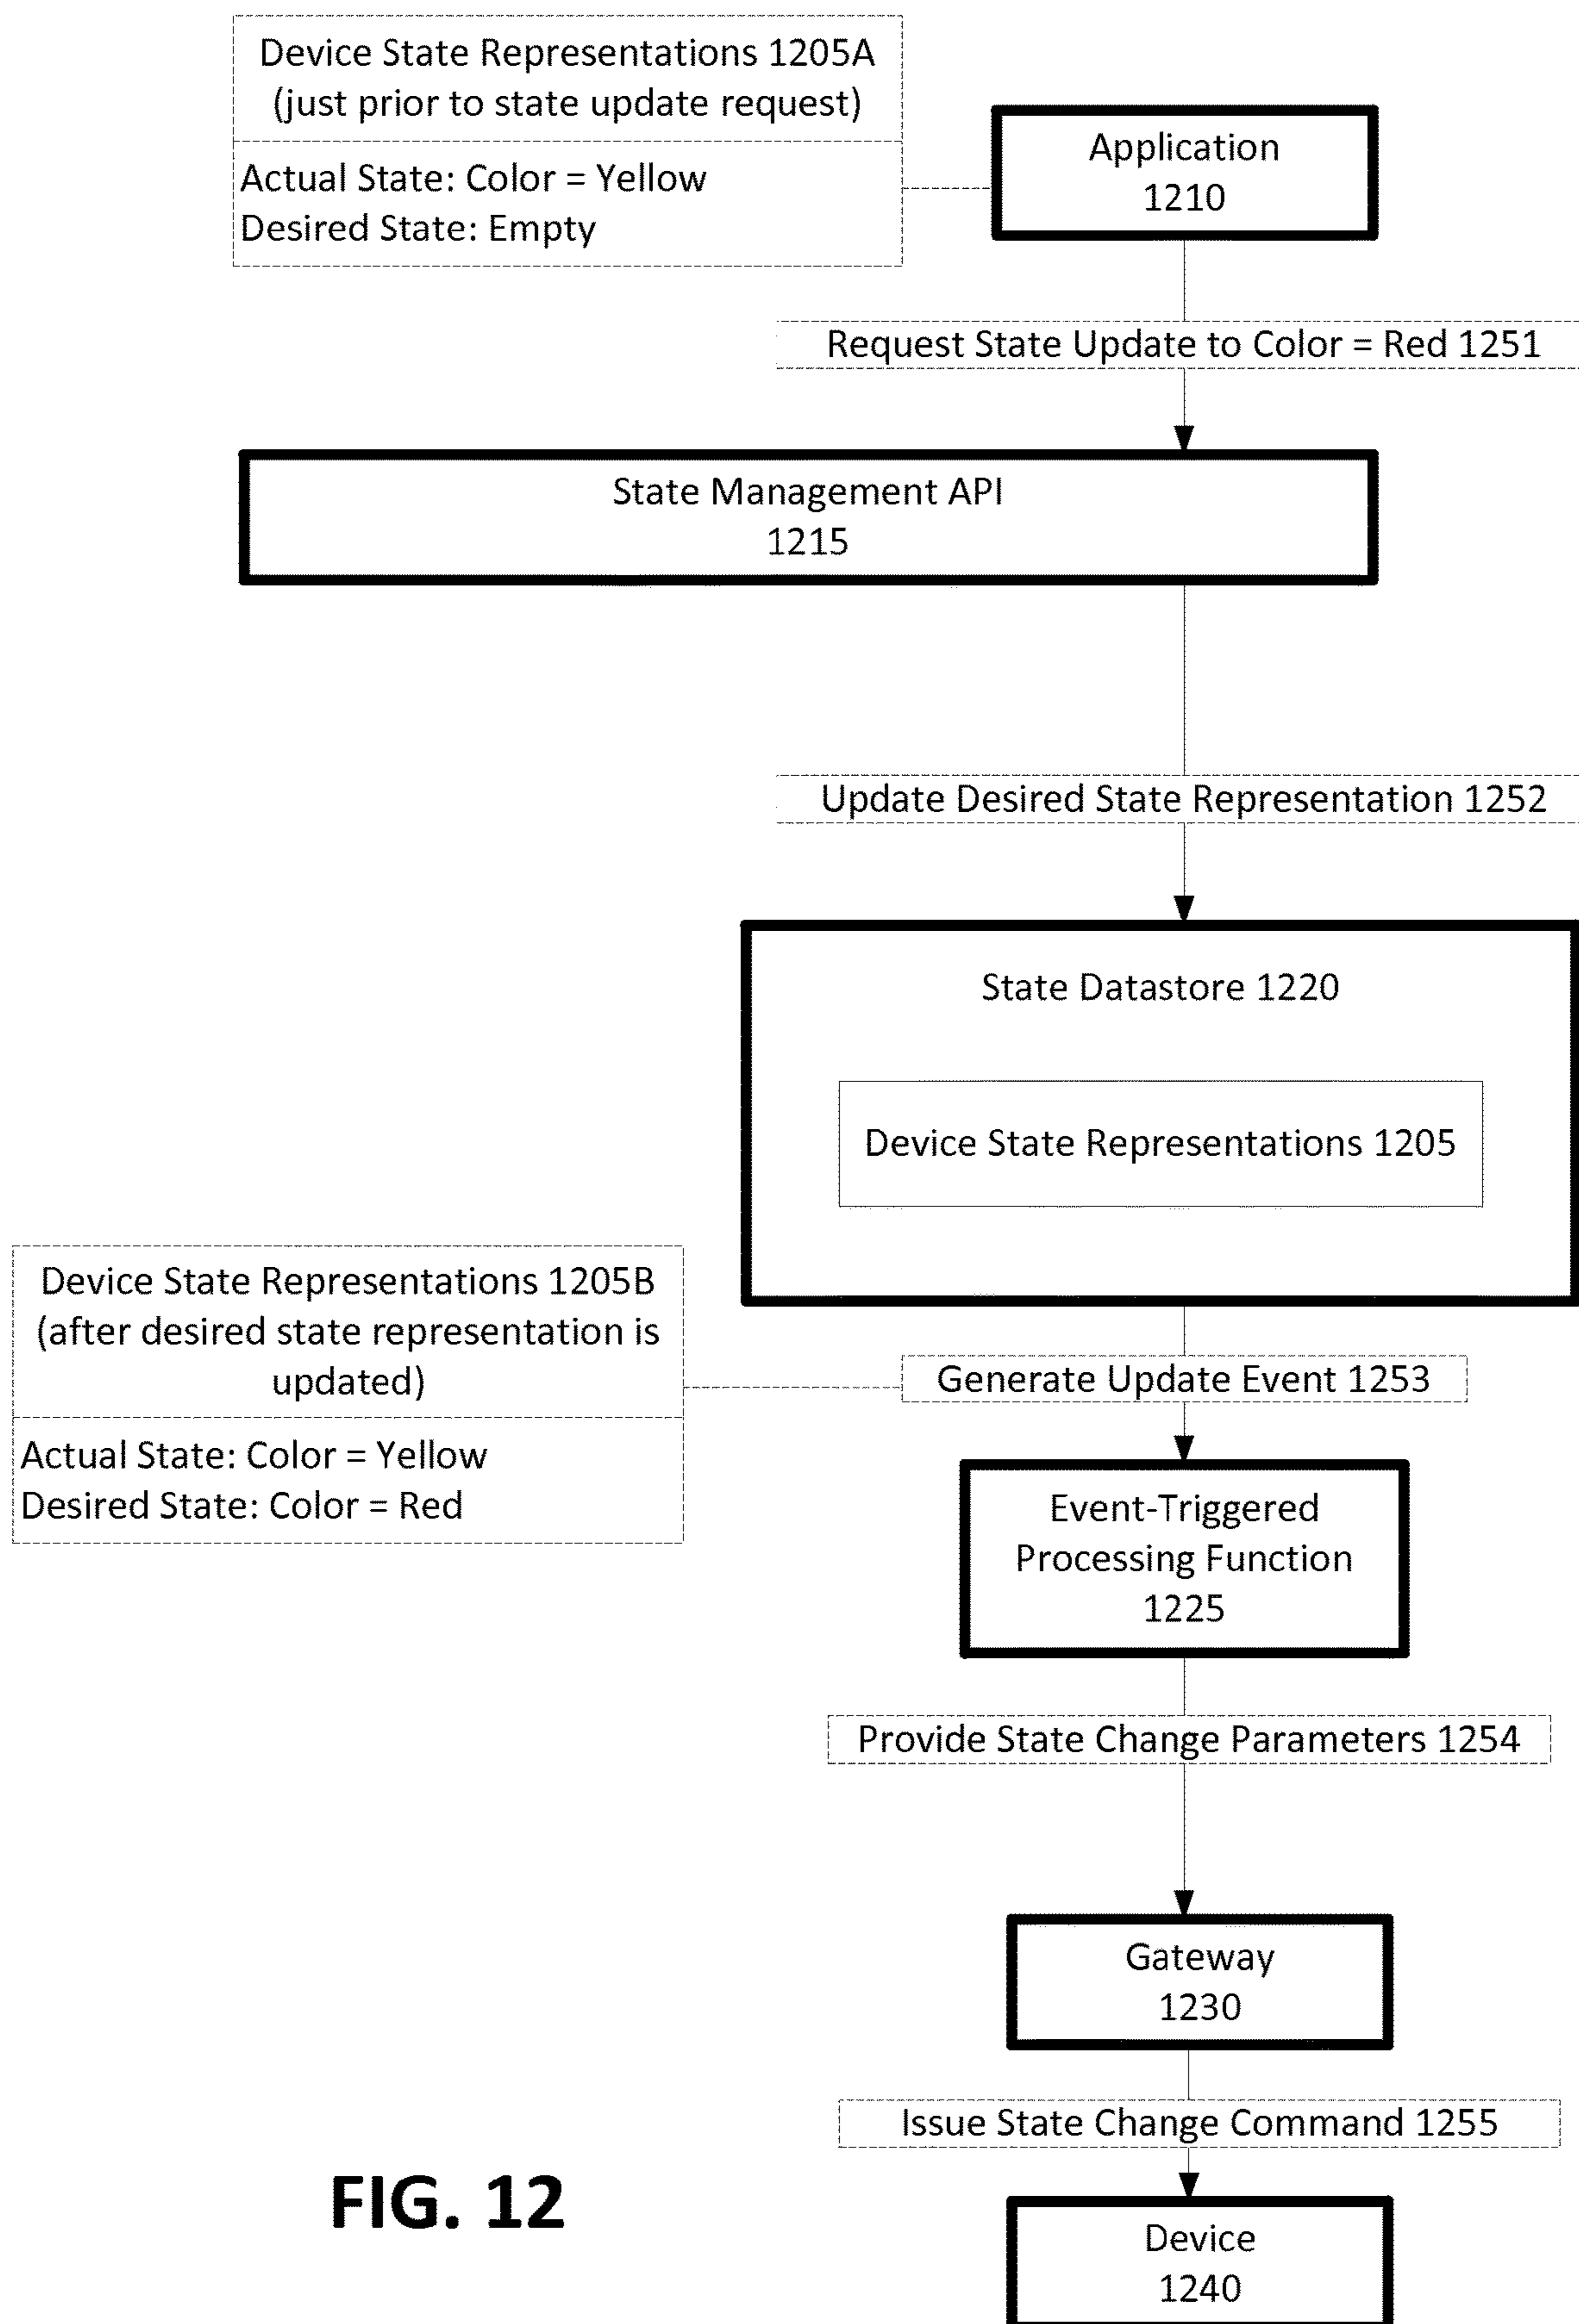 Device State Representations 1205A
(just prior to state update request)
Actual State: Color = Yellow
Desired State: Empty
Application
1210
Request State Update to Color = Red 1251
State Management API
1215
Update Desired State Representation 1252
State Datastore 1220
Device State Representations 1205
Device State Representations 1205B
(after desired state representation is
updated)
Actual State: Color = Yellow
Desired State: Color = Red
Generate Update Event 1253
Event-Triggered
Processing Function
1225
Provide State Change Parameters 1254
Gateway
1230
Issue State Change Command 1255
FIG. 12
Device
1240